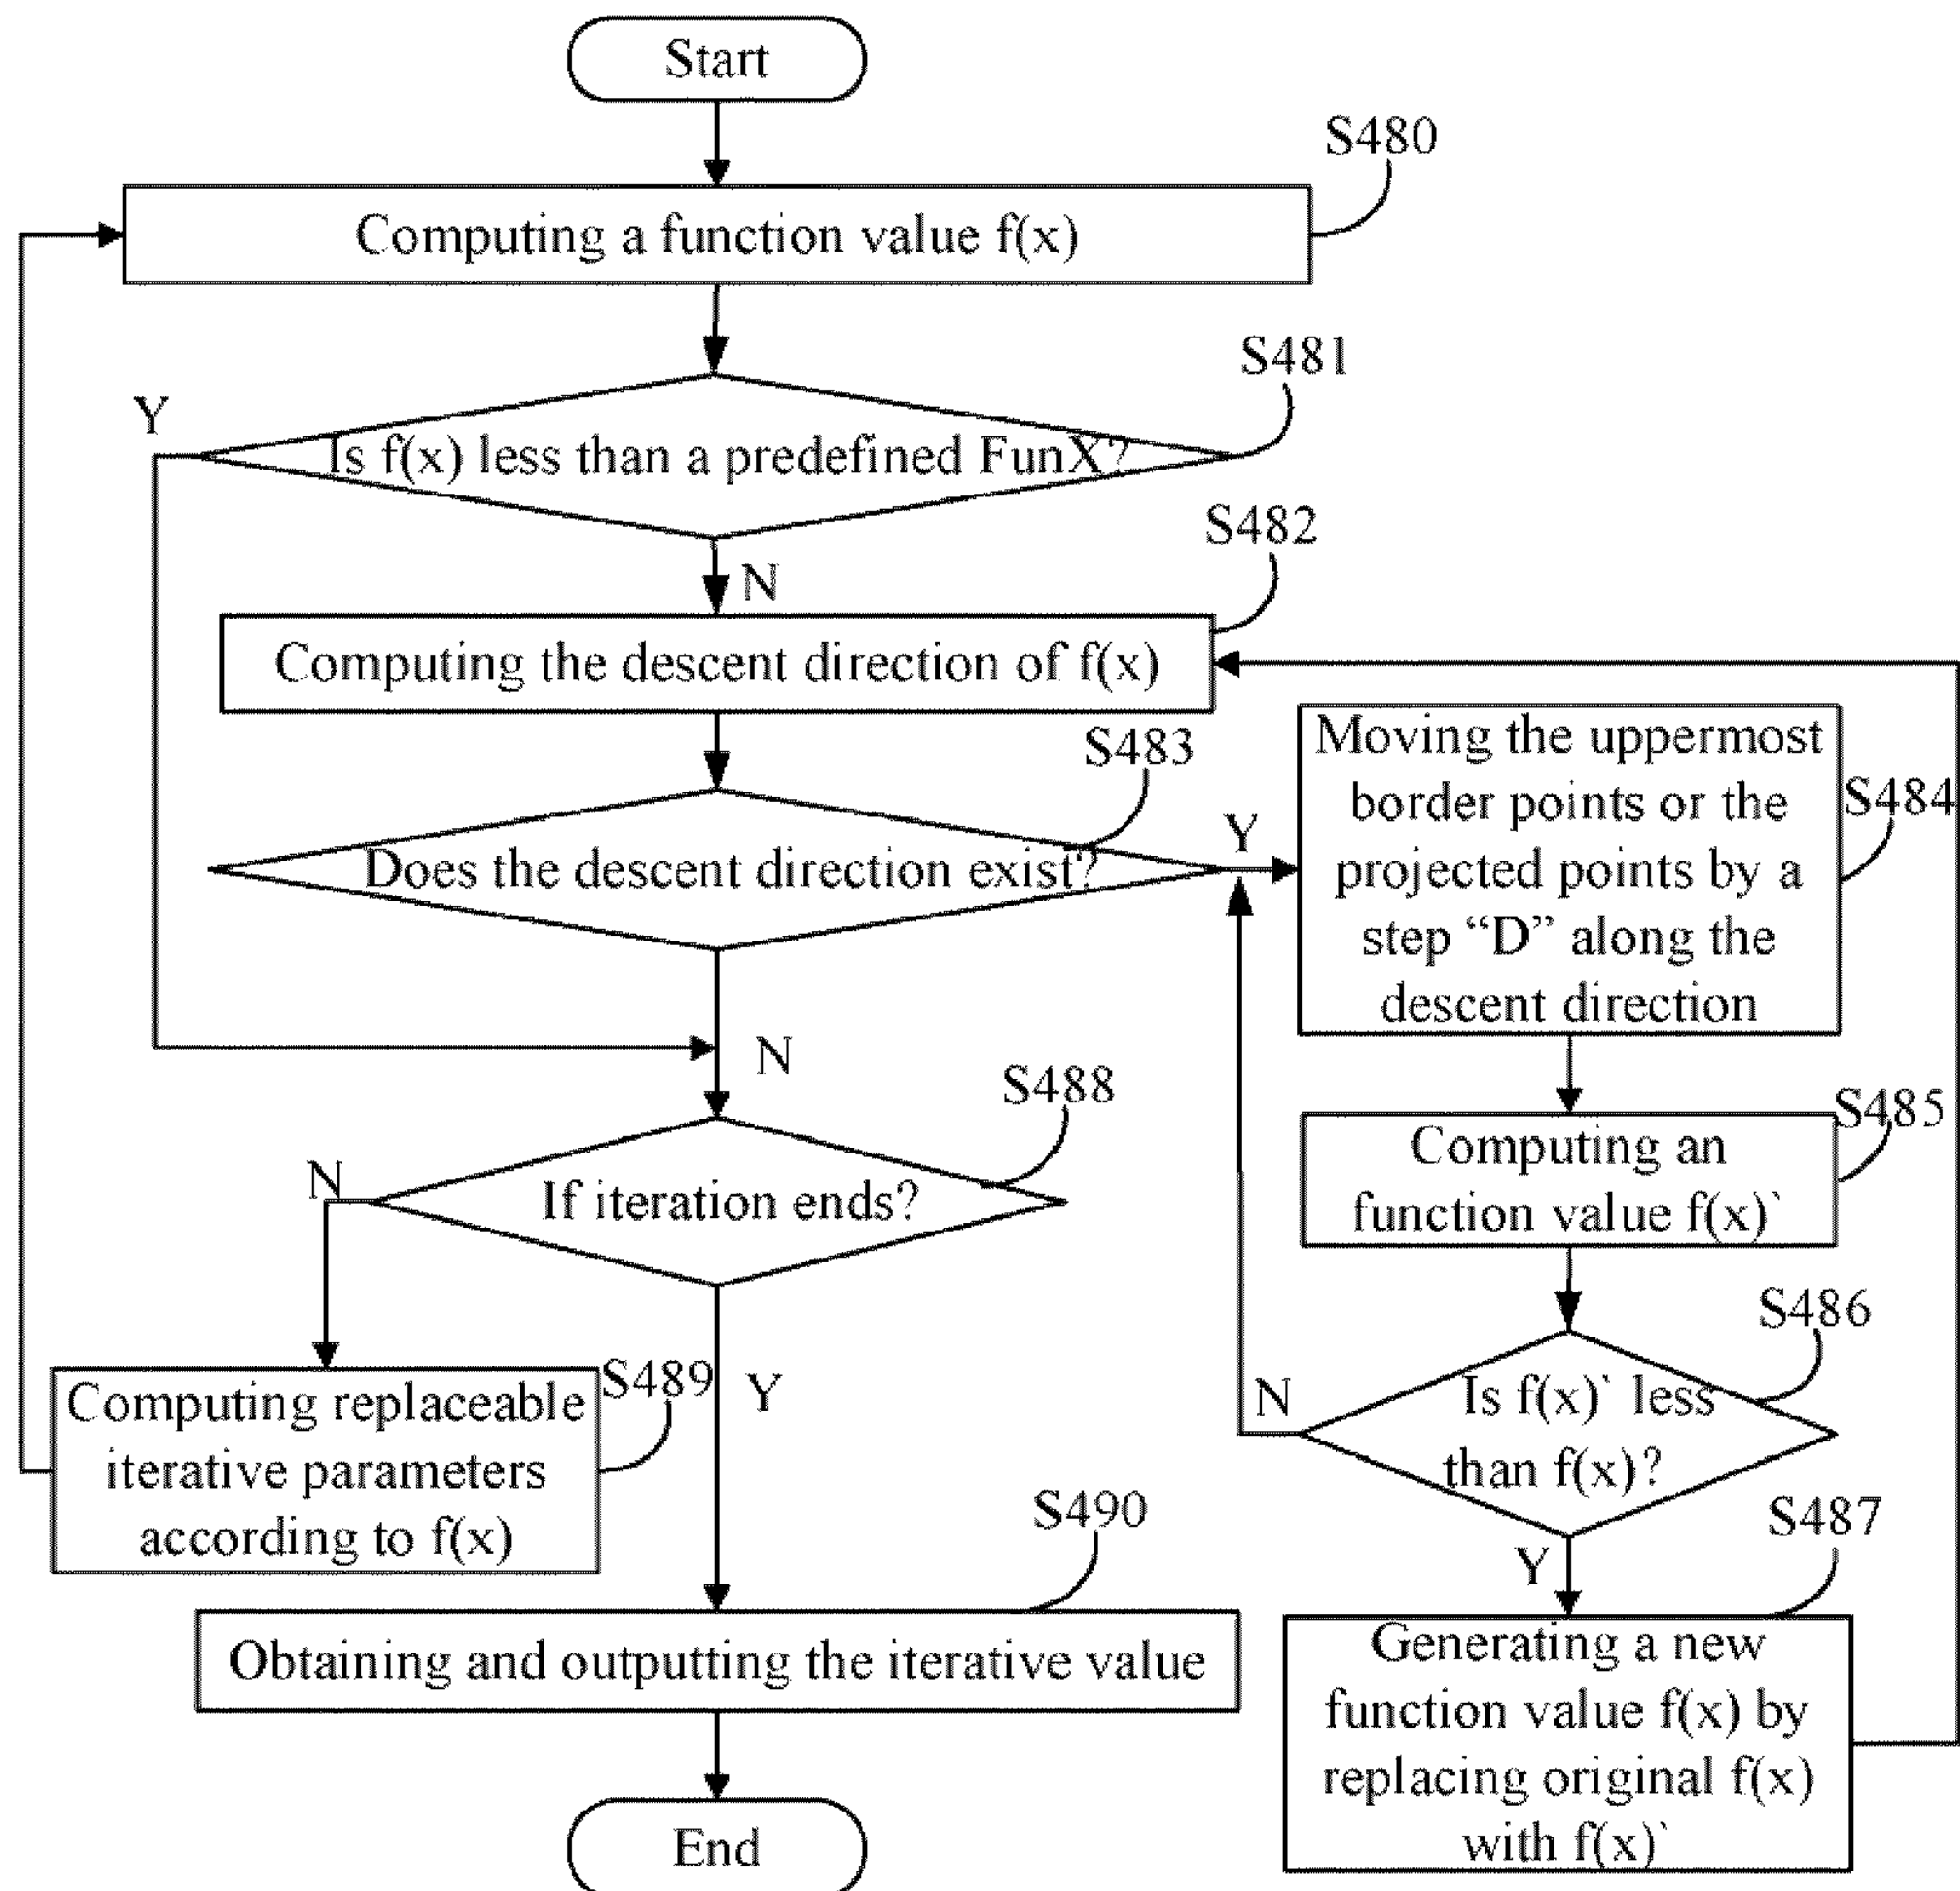 Start
S480
Computing a function value f(x)
S481
Y
Is f(x) less than a predefined FunX?
S482
N
Computing the descent direction of f(x)
S483
Moving the uppermost
border points or the
projected points by a
step “D” along the
descent direction
S484
Y
Does the descent direction exist?
N
S488
S485
Computing an
function value f(x)`
N
If iteration ends?
S486
Is f(x)` less
than f(x)?
N
S489
Computing replaceable
iterative parameters
according to f(x)
Y
S490
S487
Y
Obtaining and outputting the iterative value
Generating a new
function value f(x) by
replacing original f(x)
with f(x)`
End